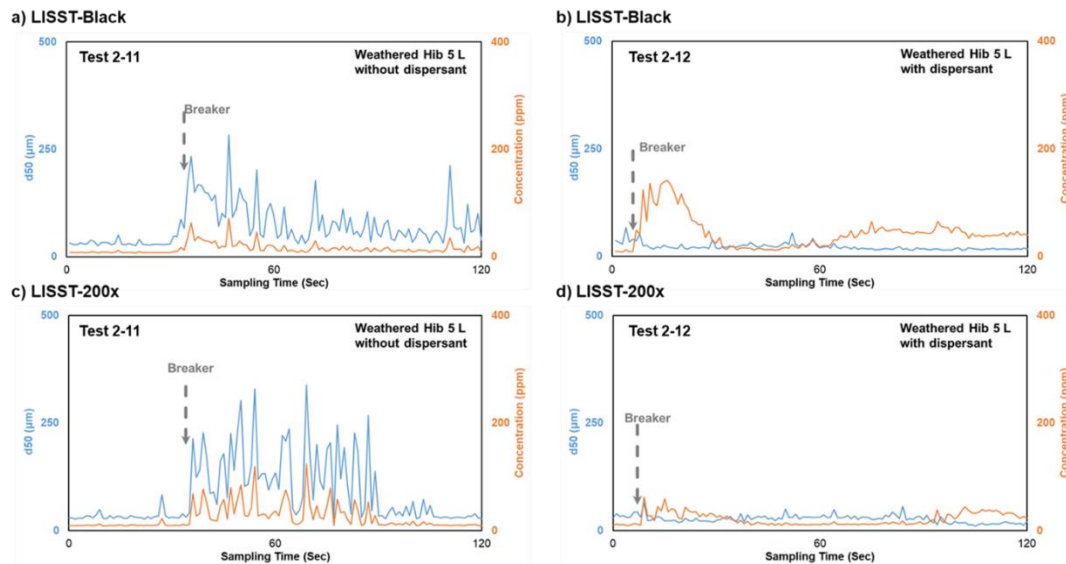 a) LISST-Black
500
400
Test 2-11
Weathered Hib 5 L
without dispersant
Breaker
d50 (µm)
250
200
Concentration (ppm)
0
0
0
60
120
Sampling Time (Sec)
b) LISST-Black
500
400
Test 2-12
Weathered Hib 5 L
with dispersant
Breaker
d50 (µm)
250
200
Concentration (ppm)
0
0
0
60
120
Sampling Time (Sec)
c) LISST-200x
500
400
Test 2-11
Weathered Hib 5 L
without dispersant
Breaker
d50 (µm)
250
200
Concentration (ppm)
0
0
0
60
120
Sampling Time (Sec)
d) LISST-200x
500
400
Test 2-12
Weathered Hib 5 L
with dispersant
Breaker
d50 (µm)
250
200
Concentration (ppm)
0
0
0
60
120
Sampling Time (Sec)